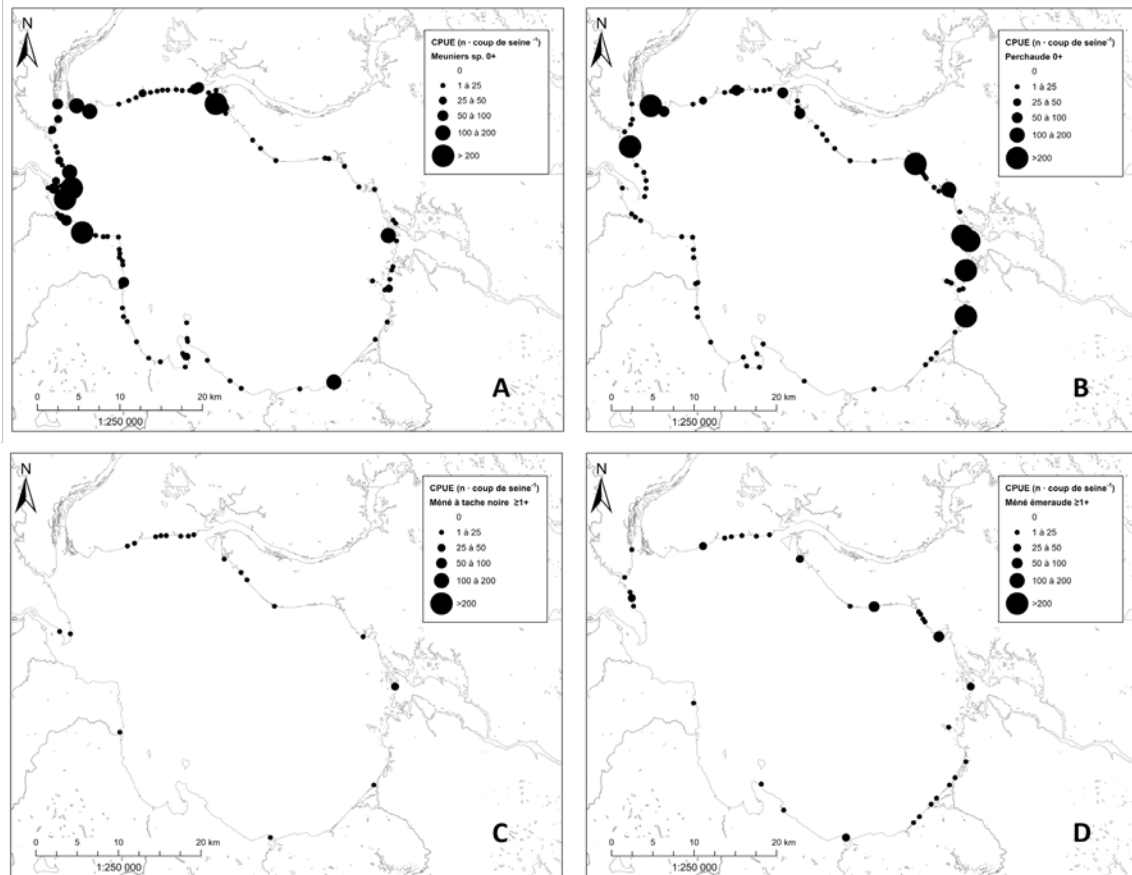 N
CPUE (n - coup de seine -1)
Meuniers sp. 0+
0
1 à 25
25 à 50
50 à 100
100 à 200
> 200
A
0 10 20 km
1:250 000
N
CPUE (n - coup de seine-1)
Perchaude 0+
0
1 à 25
25 à 50
50 à 100
100 à 200
>200
B
0 10 20 km
1:250 000
N
CPUE (n - coup de seine-1)
Méné à tache noire ≥1+
0
1 à 25
25 à 50
50 à 100
100 à 200
>200
C
0 10 20 km
1:250 000
N
CPUE (n - coup de seine-1)
Méné émeraude ≥1+
0
1 à 25
25 à 50
50 à 100
100 à 200
>200
D
0 10 20 km
1:250 000